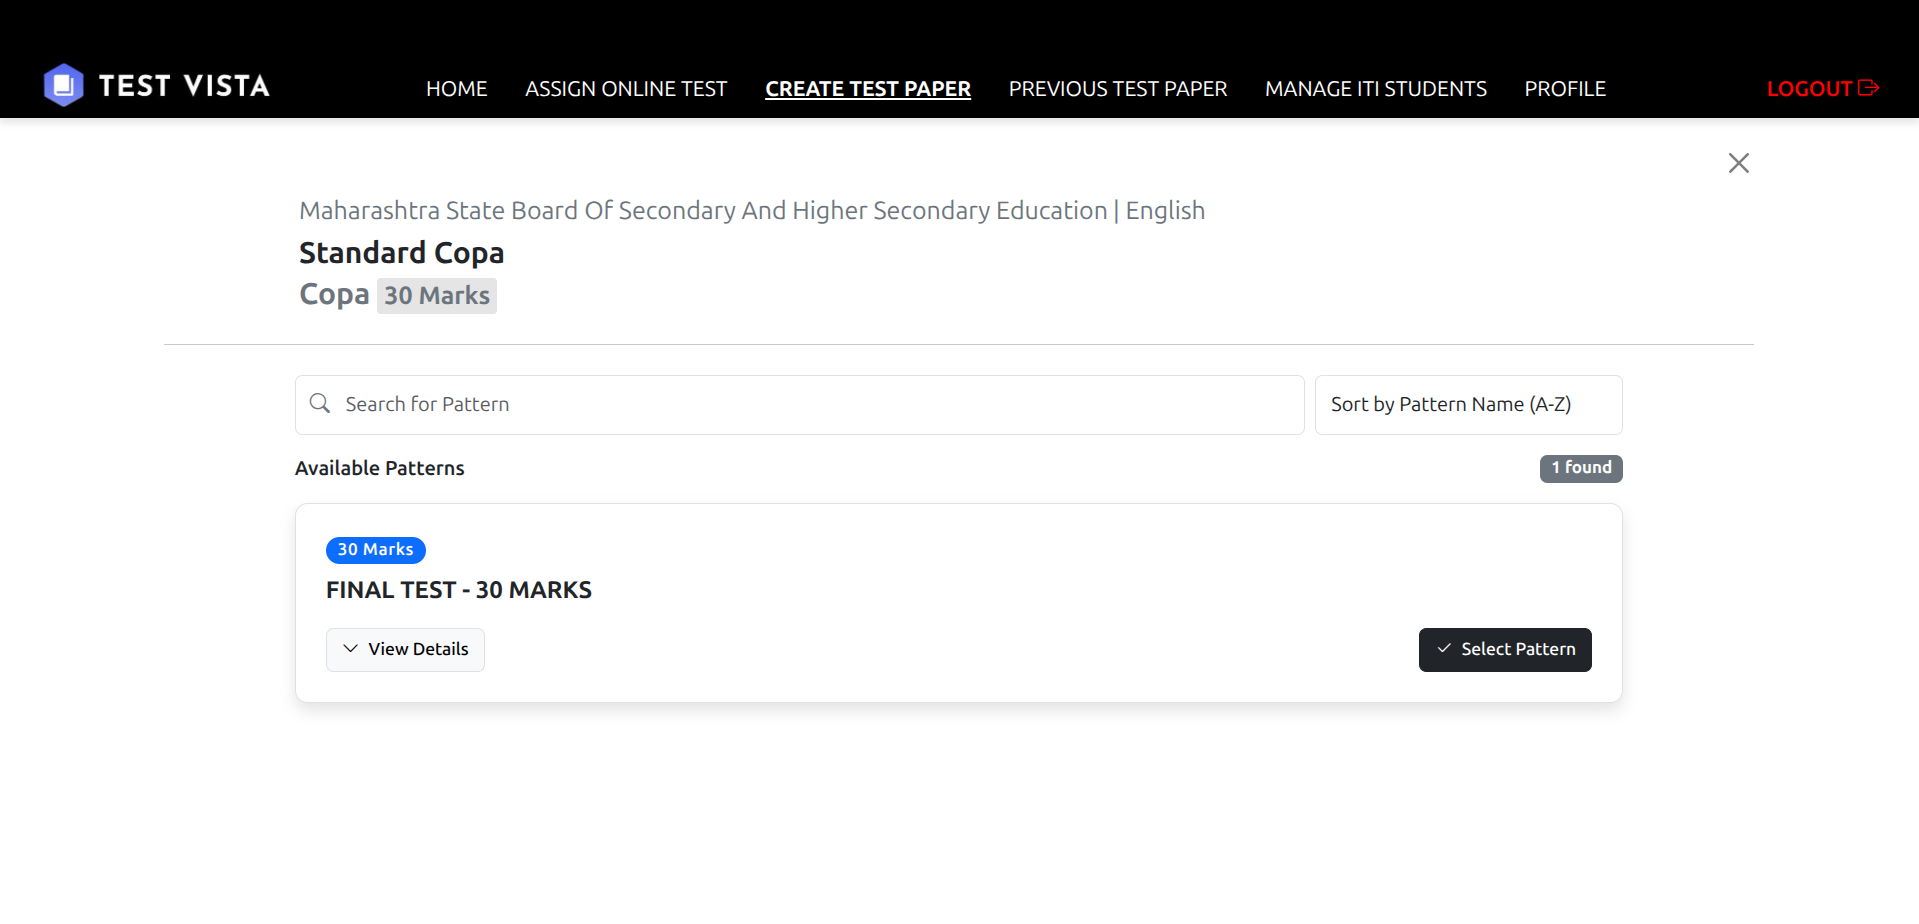 TEST VISTA
HOME
ASSIGN ONLINE TEST
CREATE TEST PAPER
PREVIOUS TEST PAPER
MANAGE ITI STUDENTS
PROFILE
LOGOUT
Maharashtra State Board Of Secondary And Higher Secondary Education | English
Standard Copa
Copa 30 Marks
Search for Pattern
Sort by Pattern Name (A-Z)
Available Patterns
1 found
30 Marks
FINAL TEST - 30 MARKS
View Details
Select Pattern